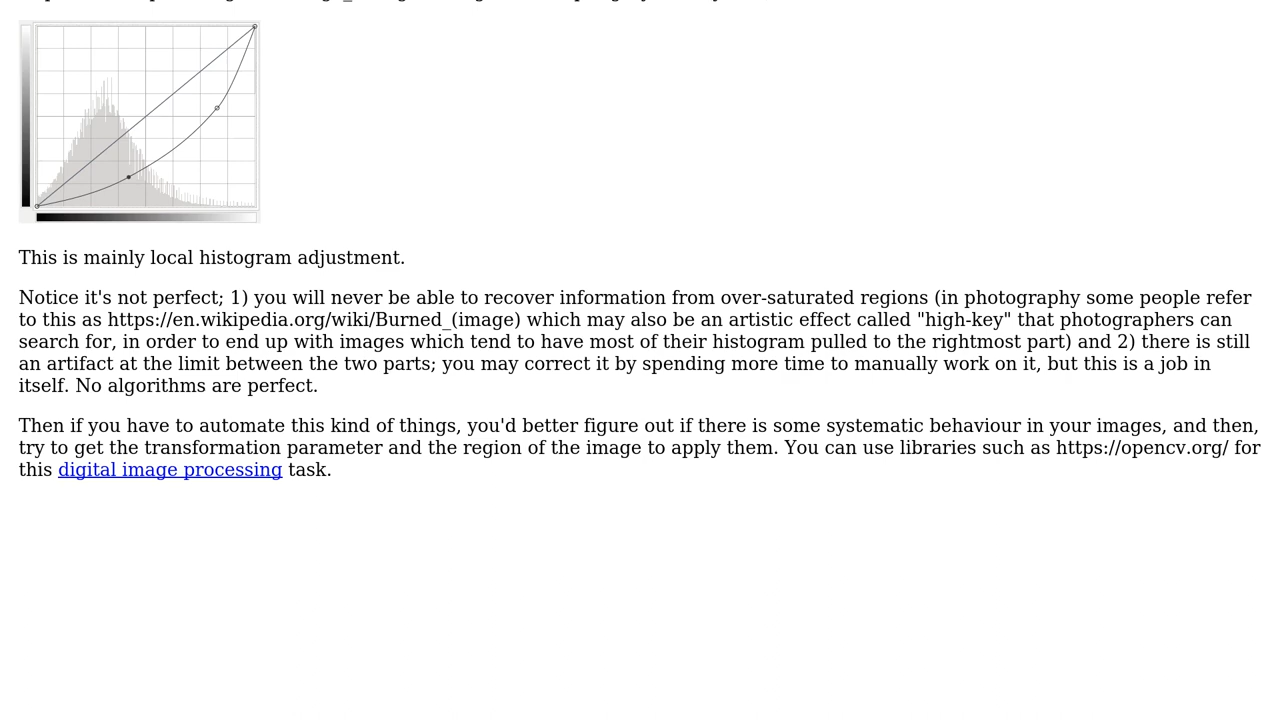 This is mainly local histogram adjustment.
Notice it's not perfect; 1) you will never be able to recover information from over-saturated regions (in photography some people refer
to this as https://en.wikipedia.org/wiki/Burned_(image) which may also be an artistic effect called "high-key" that photographers can
search for, in order to end up with images which tend to have most of their histogram pulled to the rightmost part) and 2) there is still
an artifact at the limit between the two parts; you may correct it by spending more time to manually work on it, but this is a job in
itself. No algorithms are perfect.
Then if you have to automate this kind of things, you'd better figure out if there is some systematic behaviour in your images, and then,
try to get the transformation parameter and the region of the image to apply them. You can use libraries such as https://opencv.org/ for
this digital image processing task.